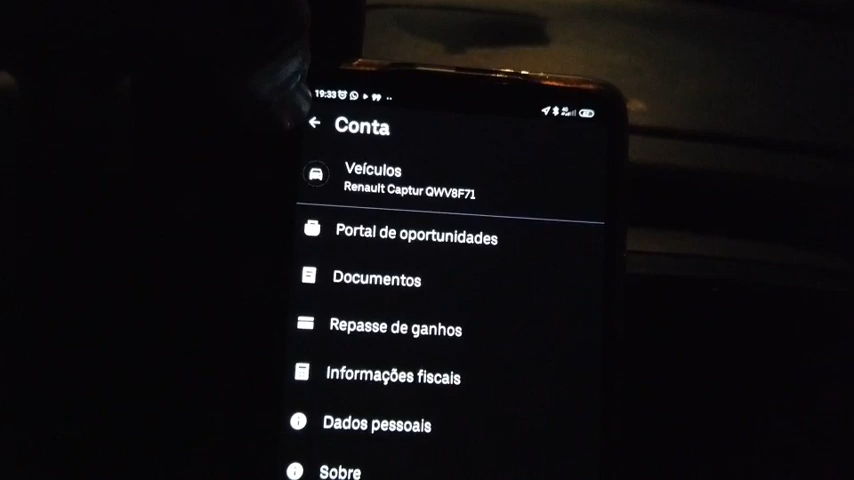 19:33
Conta
Veículos
Renault Captur QWV8F71
Portal de oportunidades
Documentos
Repasse de ganhos
Informações fiscais
Dados pessoais
Sobre